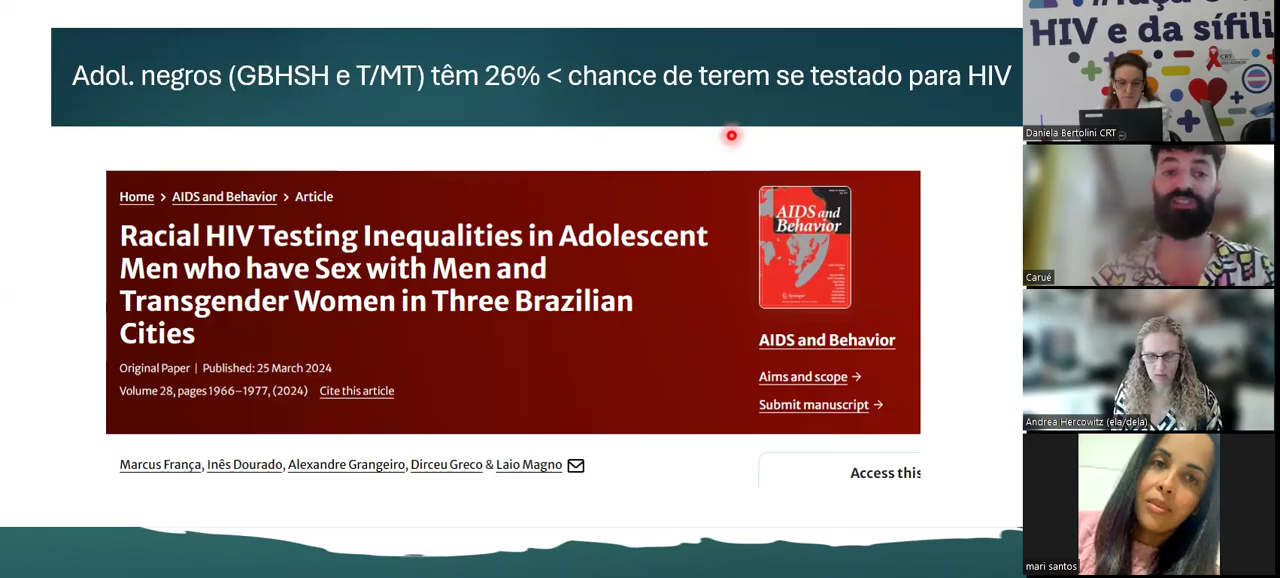 Adol. negros (GBHSH e T/MT) têm 26% < chance de terem se testado para HIV
Home > AIDS and Behavior > Article
Racial HIV Testing Inequalities in Adolescent
Men who have Sex with Men and
Transgender Women in Three Brazilian
Cities
Original Paper | Published: 25 March 2024
Volume 28, pages 1966–1977, (2024) Cite this article
AIDS and
Behavior
Springer
AIDS and Behavior
Aims and scope →
Submit manuscript →
Marcus França, Inês Dourado, Alexandre Grangeiro, Dirceu Greco & Laio Magno
Access this
HIV e da sífili
CRT
Daniela Bertolini CRT
Carué
Andrea Hercowitz (ela/dela)
mari santos